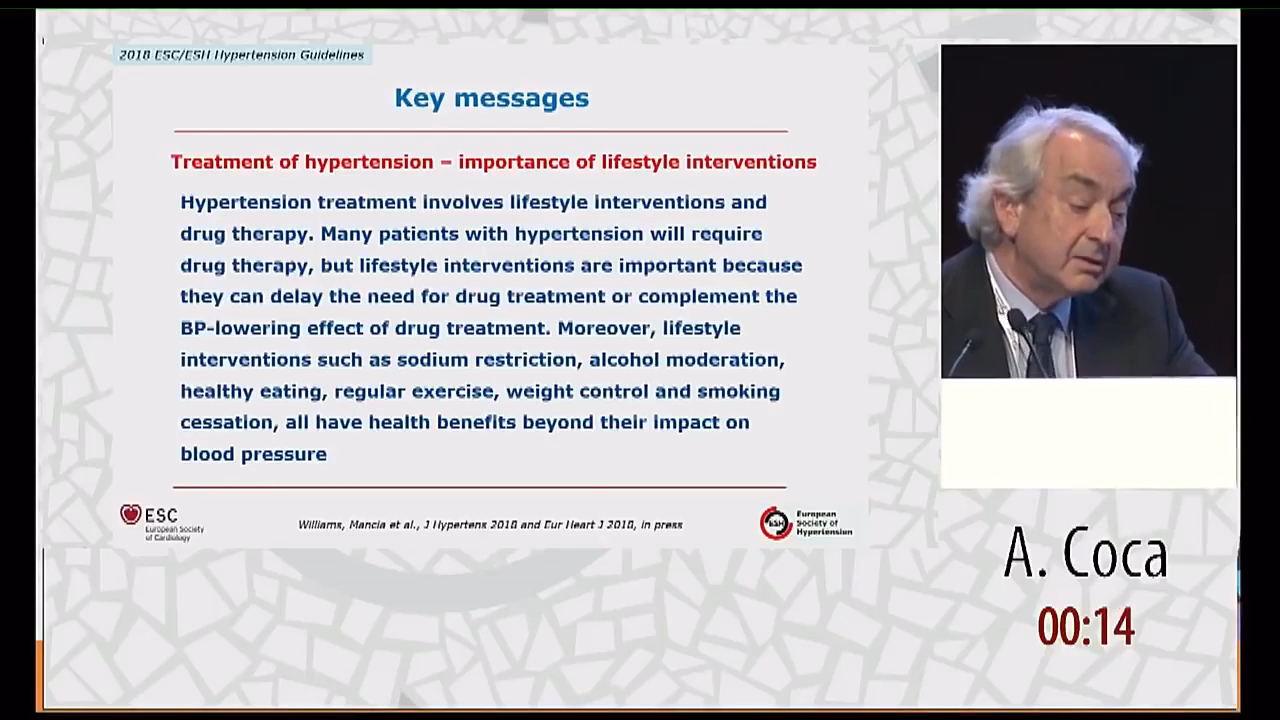 2018 ESC/ESH Hypertension Guidelines
Key messages
Treatment of hypertension – importance of lifestyle interventions
Hypertension treatment involves lifestyle interventions and
drug therapy. Many patients with hypertension will require
drug therapy, but lifestyle interventions are important because
they can delay the need for drug treatment or complement the
BP-lowering effect of drug treatment. Moreover, lifestyle
interventions such as sodium restriction, alcohol moderation,
healthy eating, regular exercise, weight control and smoking
cessation, all have health benefits beyond their impact on
blood pressure
ESC
European Society
of Cardiology
Williams, Mancia et al., J Hypertens 2018 and Eur Heart J 2018, in press
ESH
European
Society of
Hypertension
A. Coca
00:14